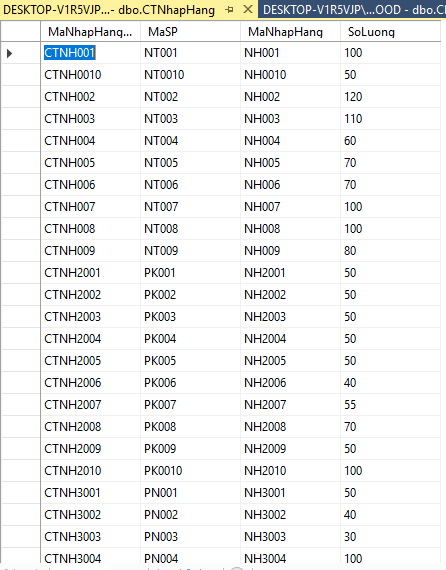 DESKTOP-V1R5VJP...- dbo.CTNhapHang DESKTOP-V1R5VJP\...OOD - dbo.C
MaNhapHang... MaSP MaNhapHang SoLuong
CTNH001 NT001 NH001 100
CTNH0010 NT0010 NH0010 50
CTNH002 NT002 NH002 120
CTNH003 NT003 NH003 110
CTNH004 NT004 NH004 60
CTNH005 NT005 NH005 70
CTNH006 NT006 NH006 70
CTNH007 NT007 NH007 100
CTNH008 NT008 NH008 100
CTNH009 NT009 NH009 80
CTNH2001 PK001 NH2001 50
CTNH2002 PK002 NH2002 50
CTNH2003 PK003 NH2003 50
CTNH2004 PK004 NH2004 50
CTNH2005 PK005 NH2005 50
CTNH2006 PK006 NH2006 40
CTNH2007 PK007 NH2007 55
CTNH2008 PK008 NH2008 70
CTNH2009 PK009 NH2009 50
CTNH2010 PK0010 NH2010 100
CTNH3001 PN001 NH3001 50
CTNH3002 PN002 NH3002 40
CTNH3003 PN003 NH3003 30
CTNH3004 PN004 NH3004 100